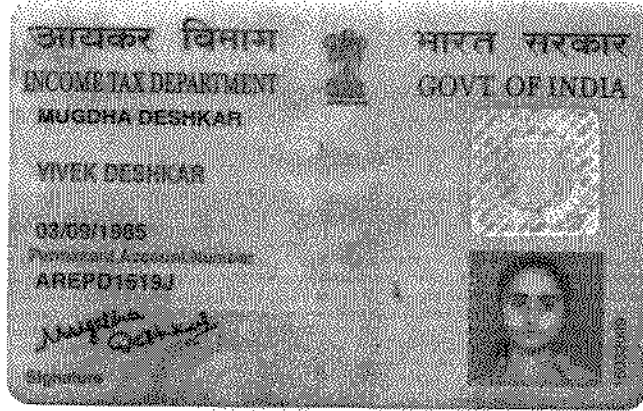 आयकर विभाग भारत सरकार
INCOME TAX DEPARTMENT GOVT. OF INDIA
MUGDHA DESHKAR
VIVEK DESHKAR
03/09/1985
Permanent Account Number
Signature